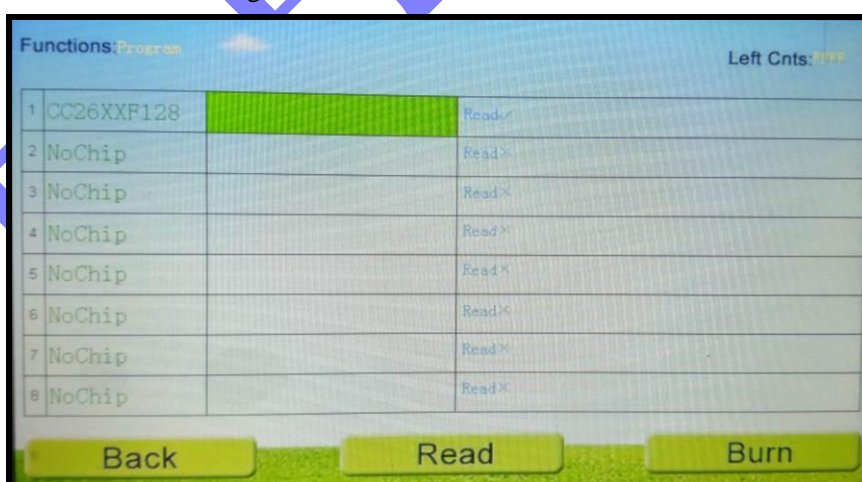 Functions:Program
Left Cnts:
1 CC26XXF128 Read✓
2 NoChip Read×
3 NoChip Read×
4 NoChip Read×
5 NoChip Read×
6 NoChip Read×
7 NoChip Read×
8 NoChip Read×
Back Read Burn